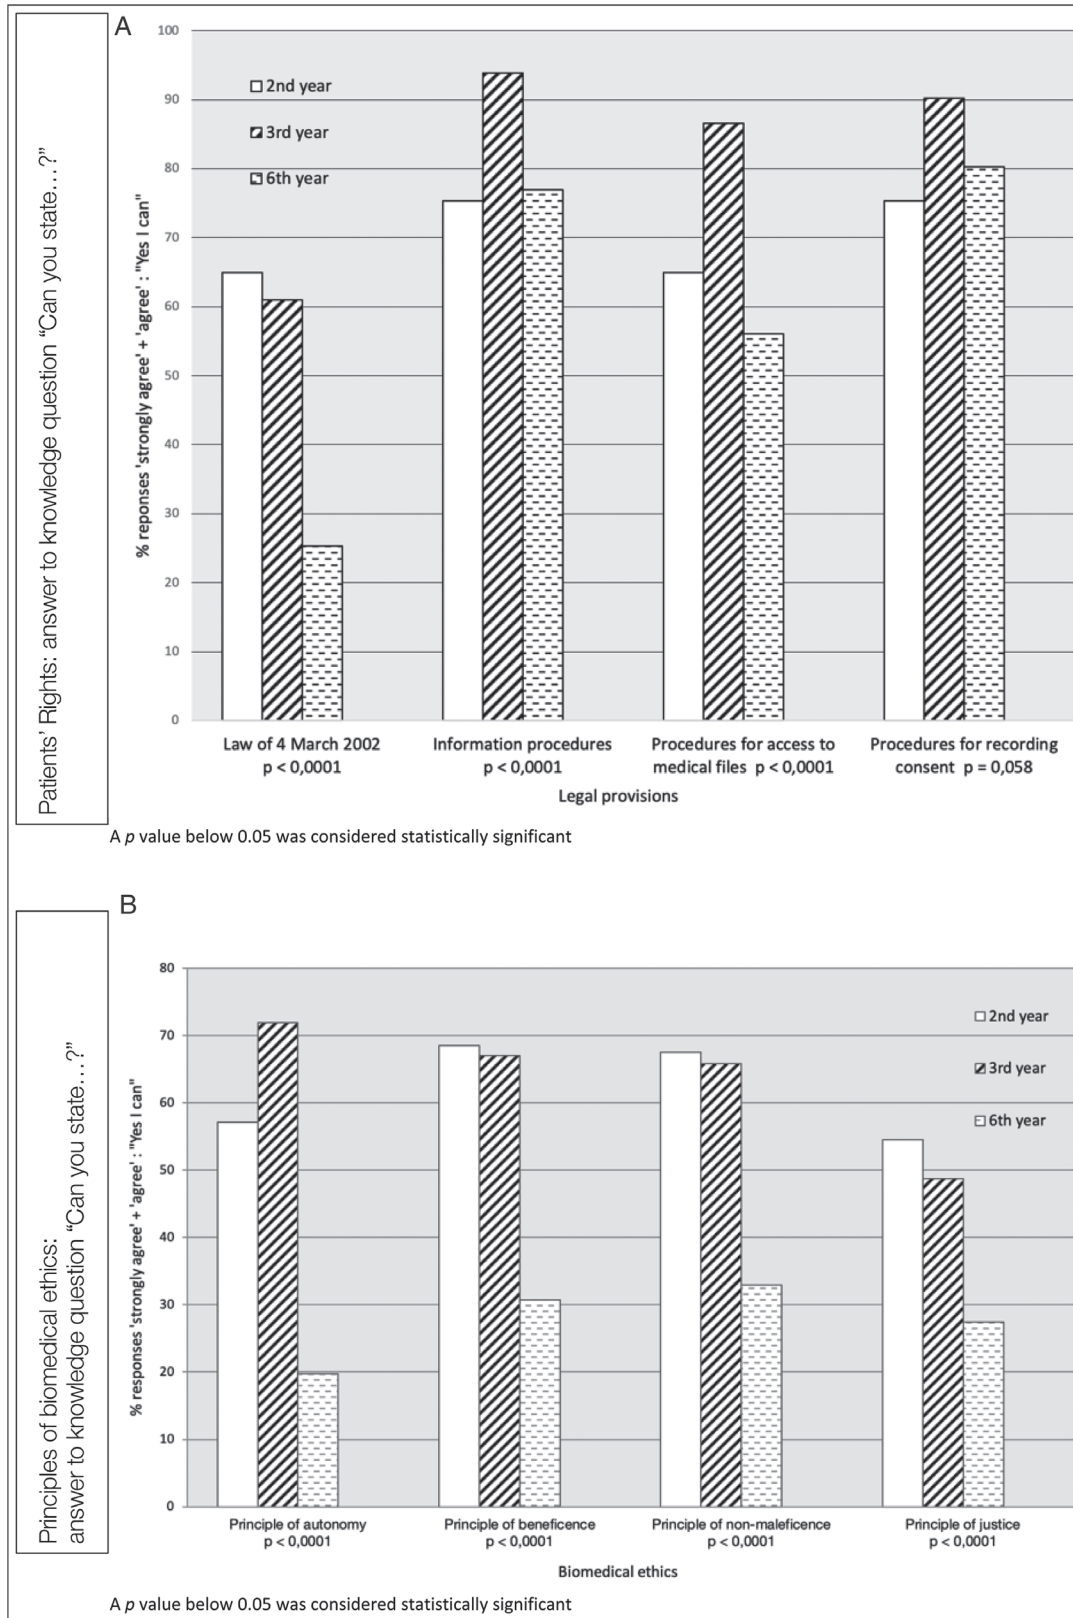 Patients’ Rights: answer to knowledge question “Can you state…?”
A
% reponses 'strongly agree' + 'agree' : "Yes I can"
100
90
80
70
60
50
40
30
20
10
0
2nd year
3rd year
6th year
Law of 4 March 2002
p < 0,0001
Information procedures
p < 0,0001
Procedures for access to
medical files p < 0,0001
Procedures for recording
consent p = 0,058
Legal provisions
A p value below 0.05 was considered statistically significant
Principles of biomedical ethics:
answer to knowledge question “Can you state…?”
B
% responses 'strongly agree' + 'agree' : "Yes I can"
80
70
60
50
40
30
20
10
0
2nd year
3rd year
6th year
Principle of autonomy
p < 0,0001
Principle of beneficence
p < 0,0001
Principle of non-maleficence
p < 0,0001
Principle of justice
p < 0,0001
Biomedical ethics
A p value below 0.05 was considered statistically significant